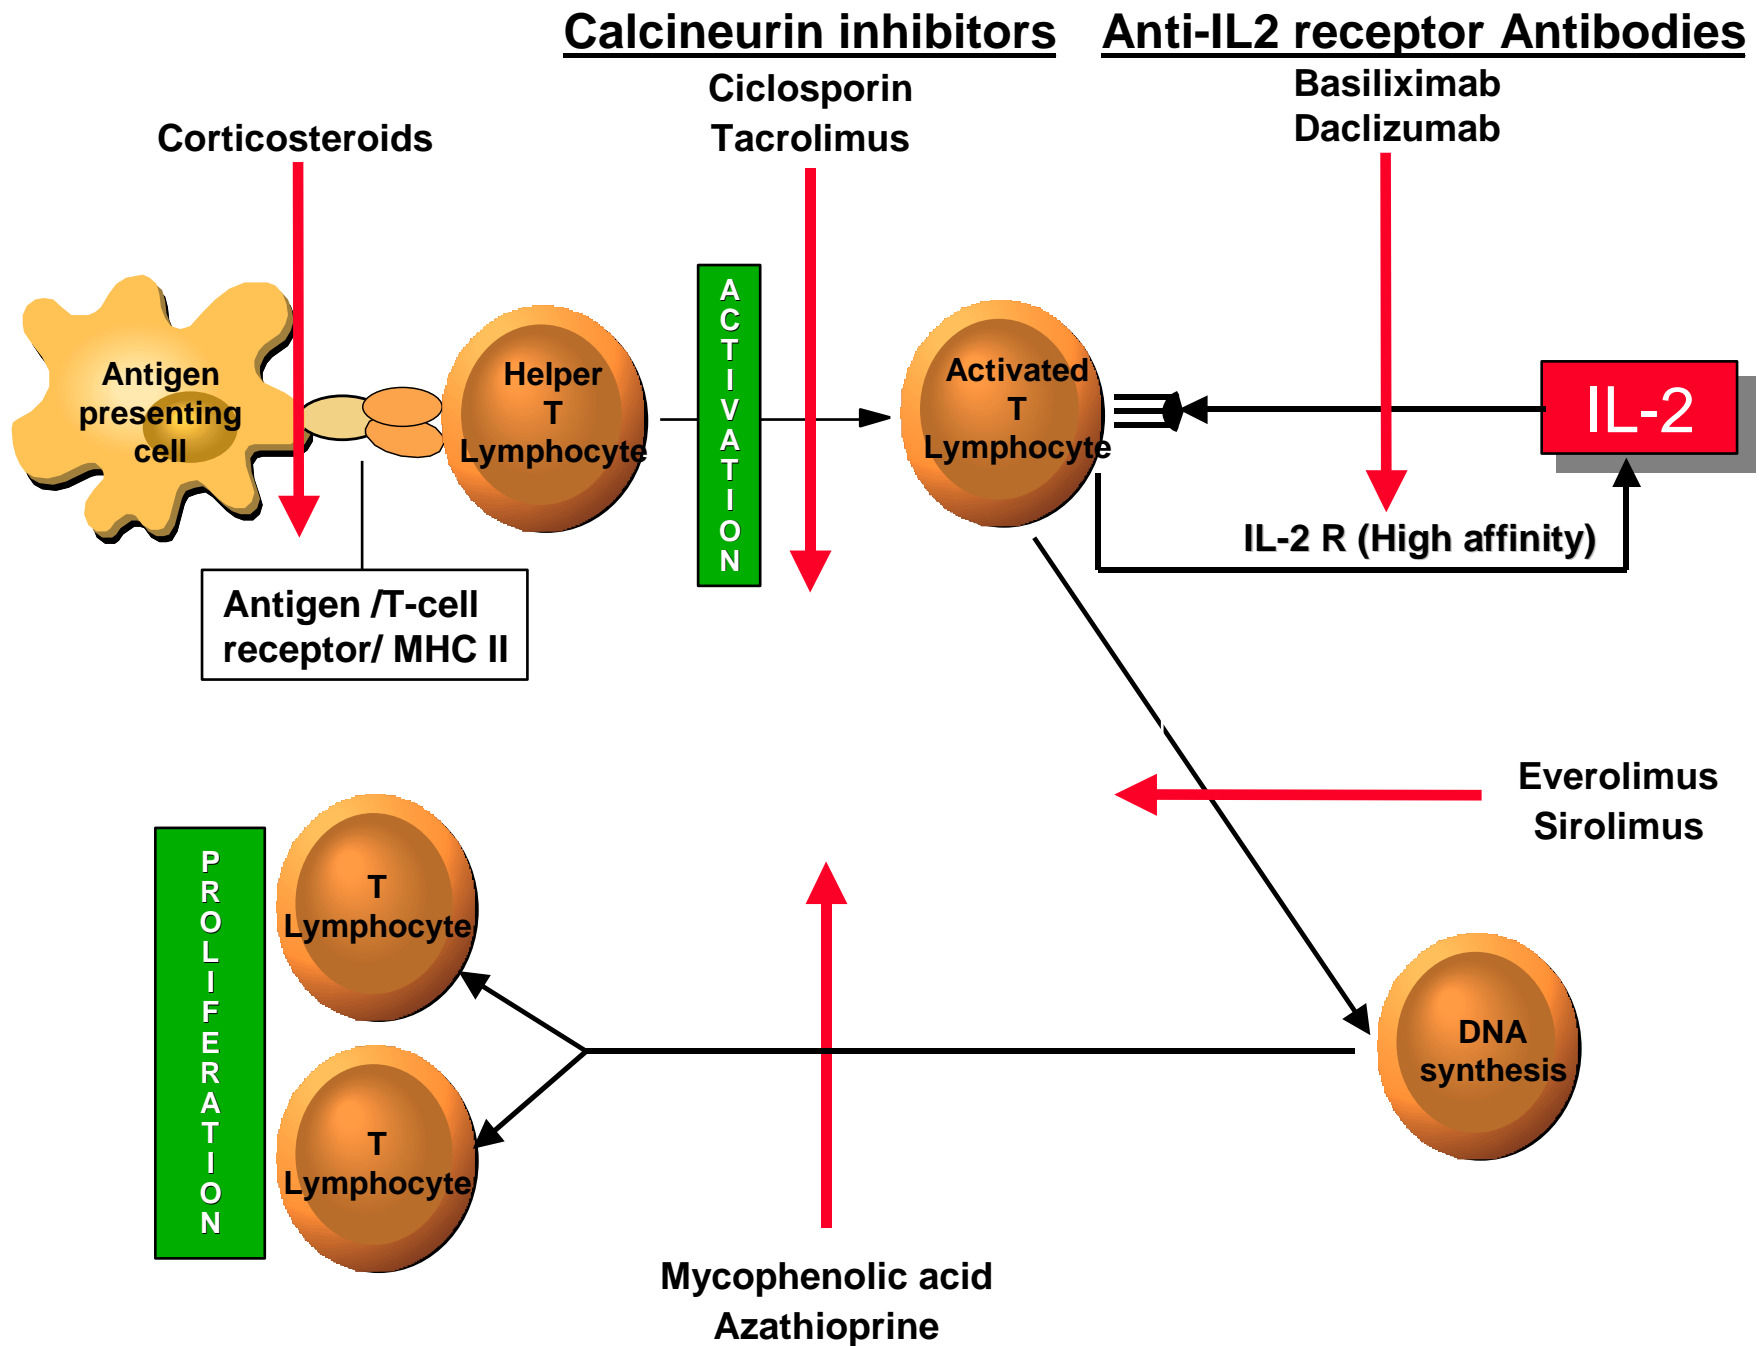 Calcineurin inhibitors
Ciclosporin
Tacrolimus
Anti-IL2 receptor Antibodies
Basiliximab
Daclizumab
Corticosteroids
Antigen
presenting
cell
Helper
T
Lymphocyte
ACTIVATION
Activated
T
Lymphocyte
IL-2
IL-2 R (High affinity)
Antigen /T-cell
receptor/ MHC II
Everolimus
Sirolimus
PROLIFERATION
T
Lymphocyte
T
Lymphocyte
DNA
synthesis
Mycophenolic acid
Azathioprine